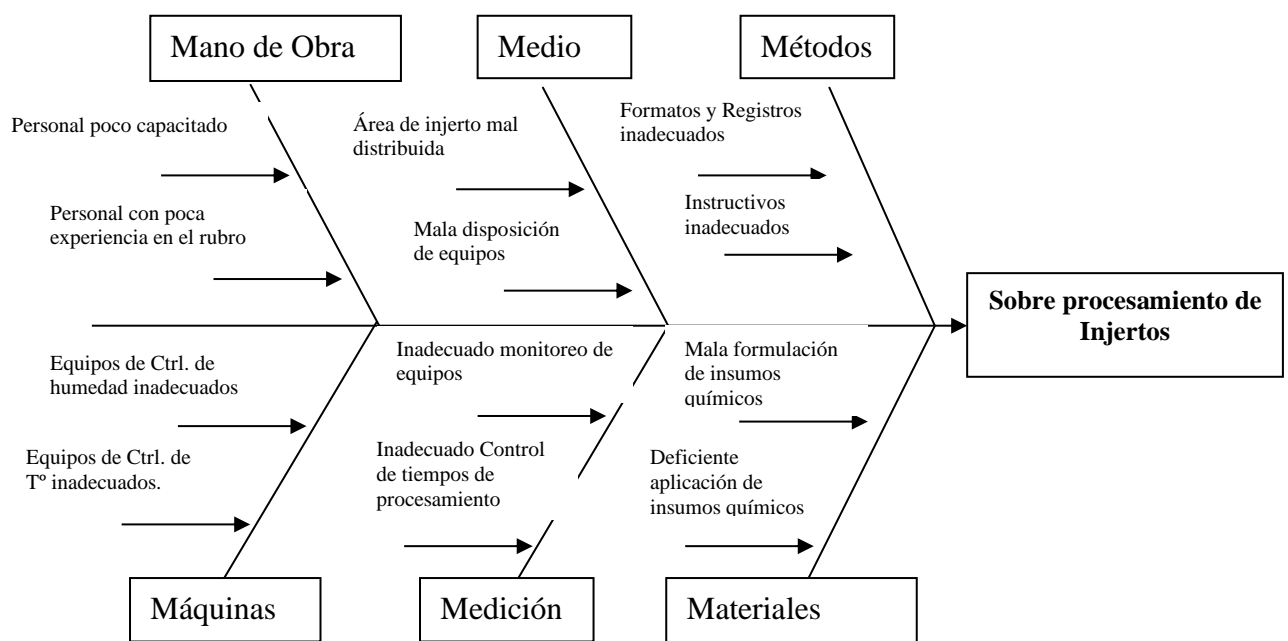 Mano de Obra
Medio
Métodos
Personal poco capacitado
Área de injerto mal
distribuida
Formatos y Registros
inadecuados
Personal con poca
experiencia en el rubro
Mala disposición
de equipos
Instructivos
inadecuados
Sobre procesamiento de
Injertos
Equipos de Ctrl. de
humedad inadecuados
Inadecuado monitoreo de
equipos
Mala formulación
de insumos
químicos
Equipos de Ctrl. de
Tº inadecuados.
Inadecuado Control
de tiempos de
procesamiento
Deficiente
aplicación de
insumos químicos
Máquinas
Medición
Materiales